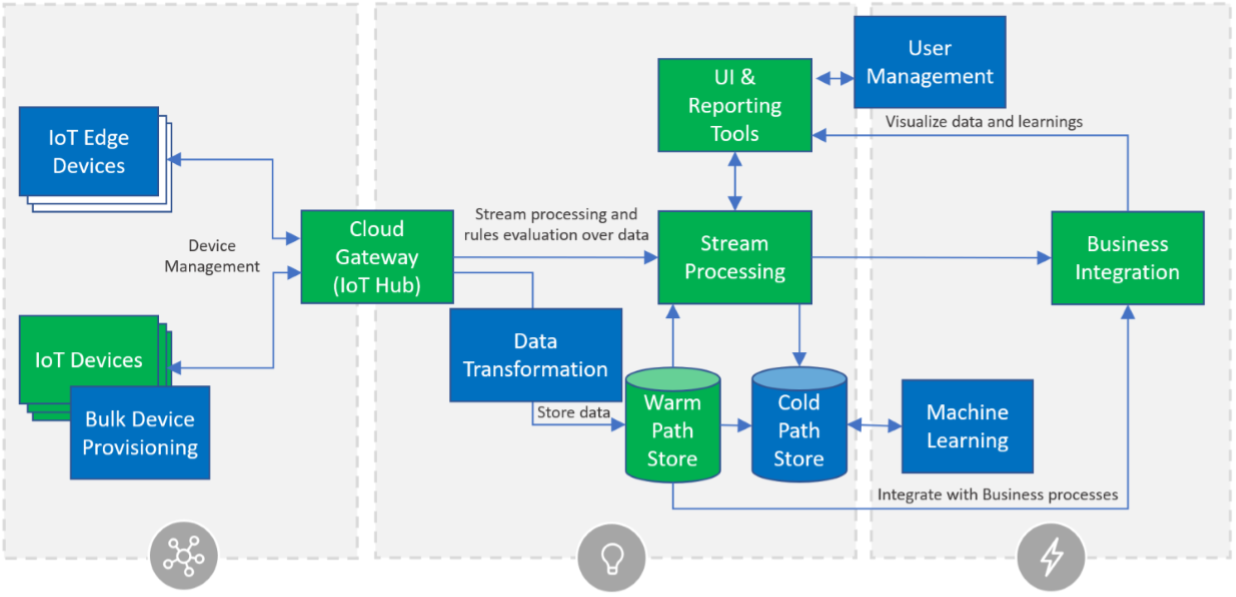 IoT Edge
Devices
Device
Management
IoT Devices
Bulk Device
Provisioning
Cloud
Gateway
(IoT Hub)
Stream processing and
rules evaluation over data
Data
Transformation
Store data
UI &
Reporting
Tools
Stream
Processing
Warm
Path
Store
Cold
Path
Store
User
Management
Visualize data and learnings
Business
Integration
Machine
Learning
Integrate with Business processes